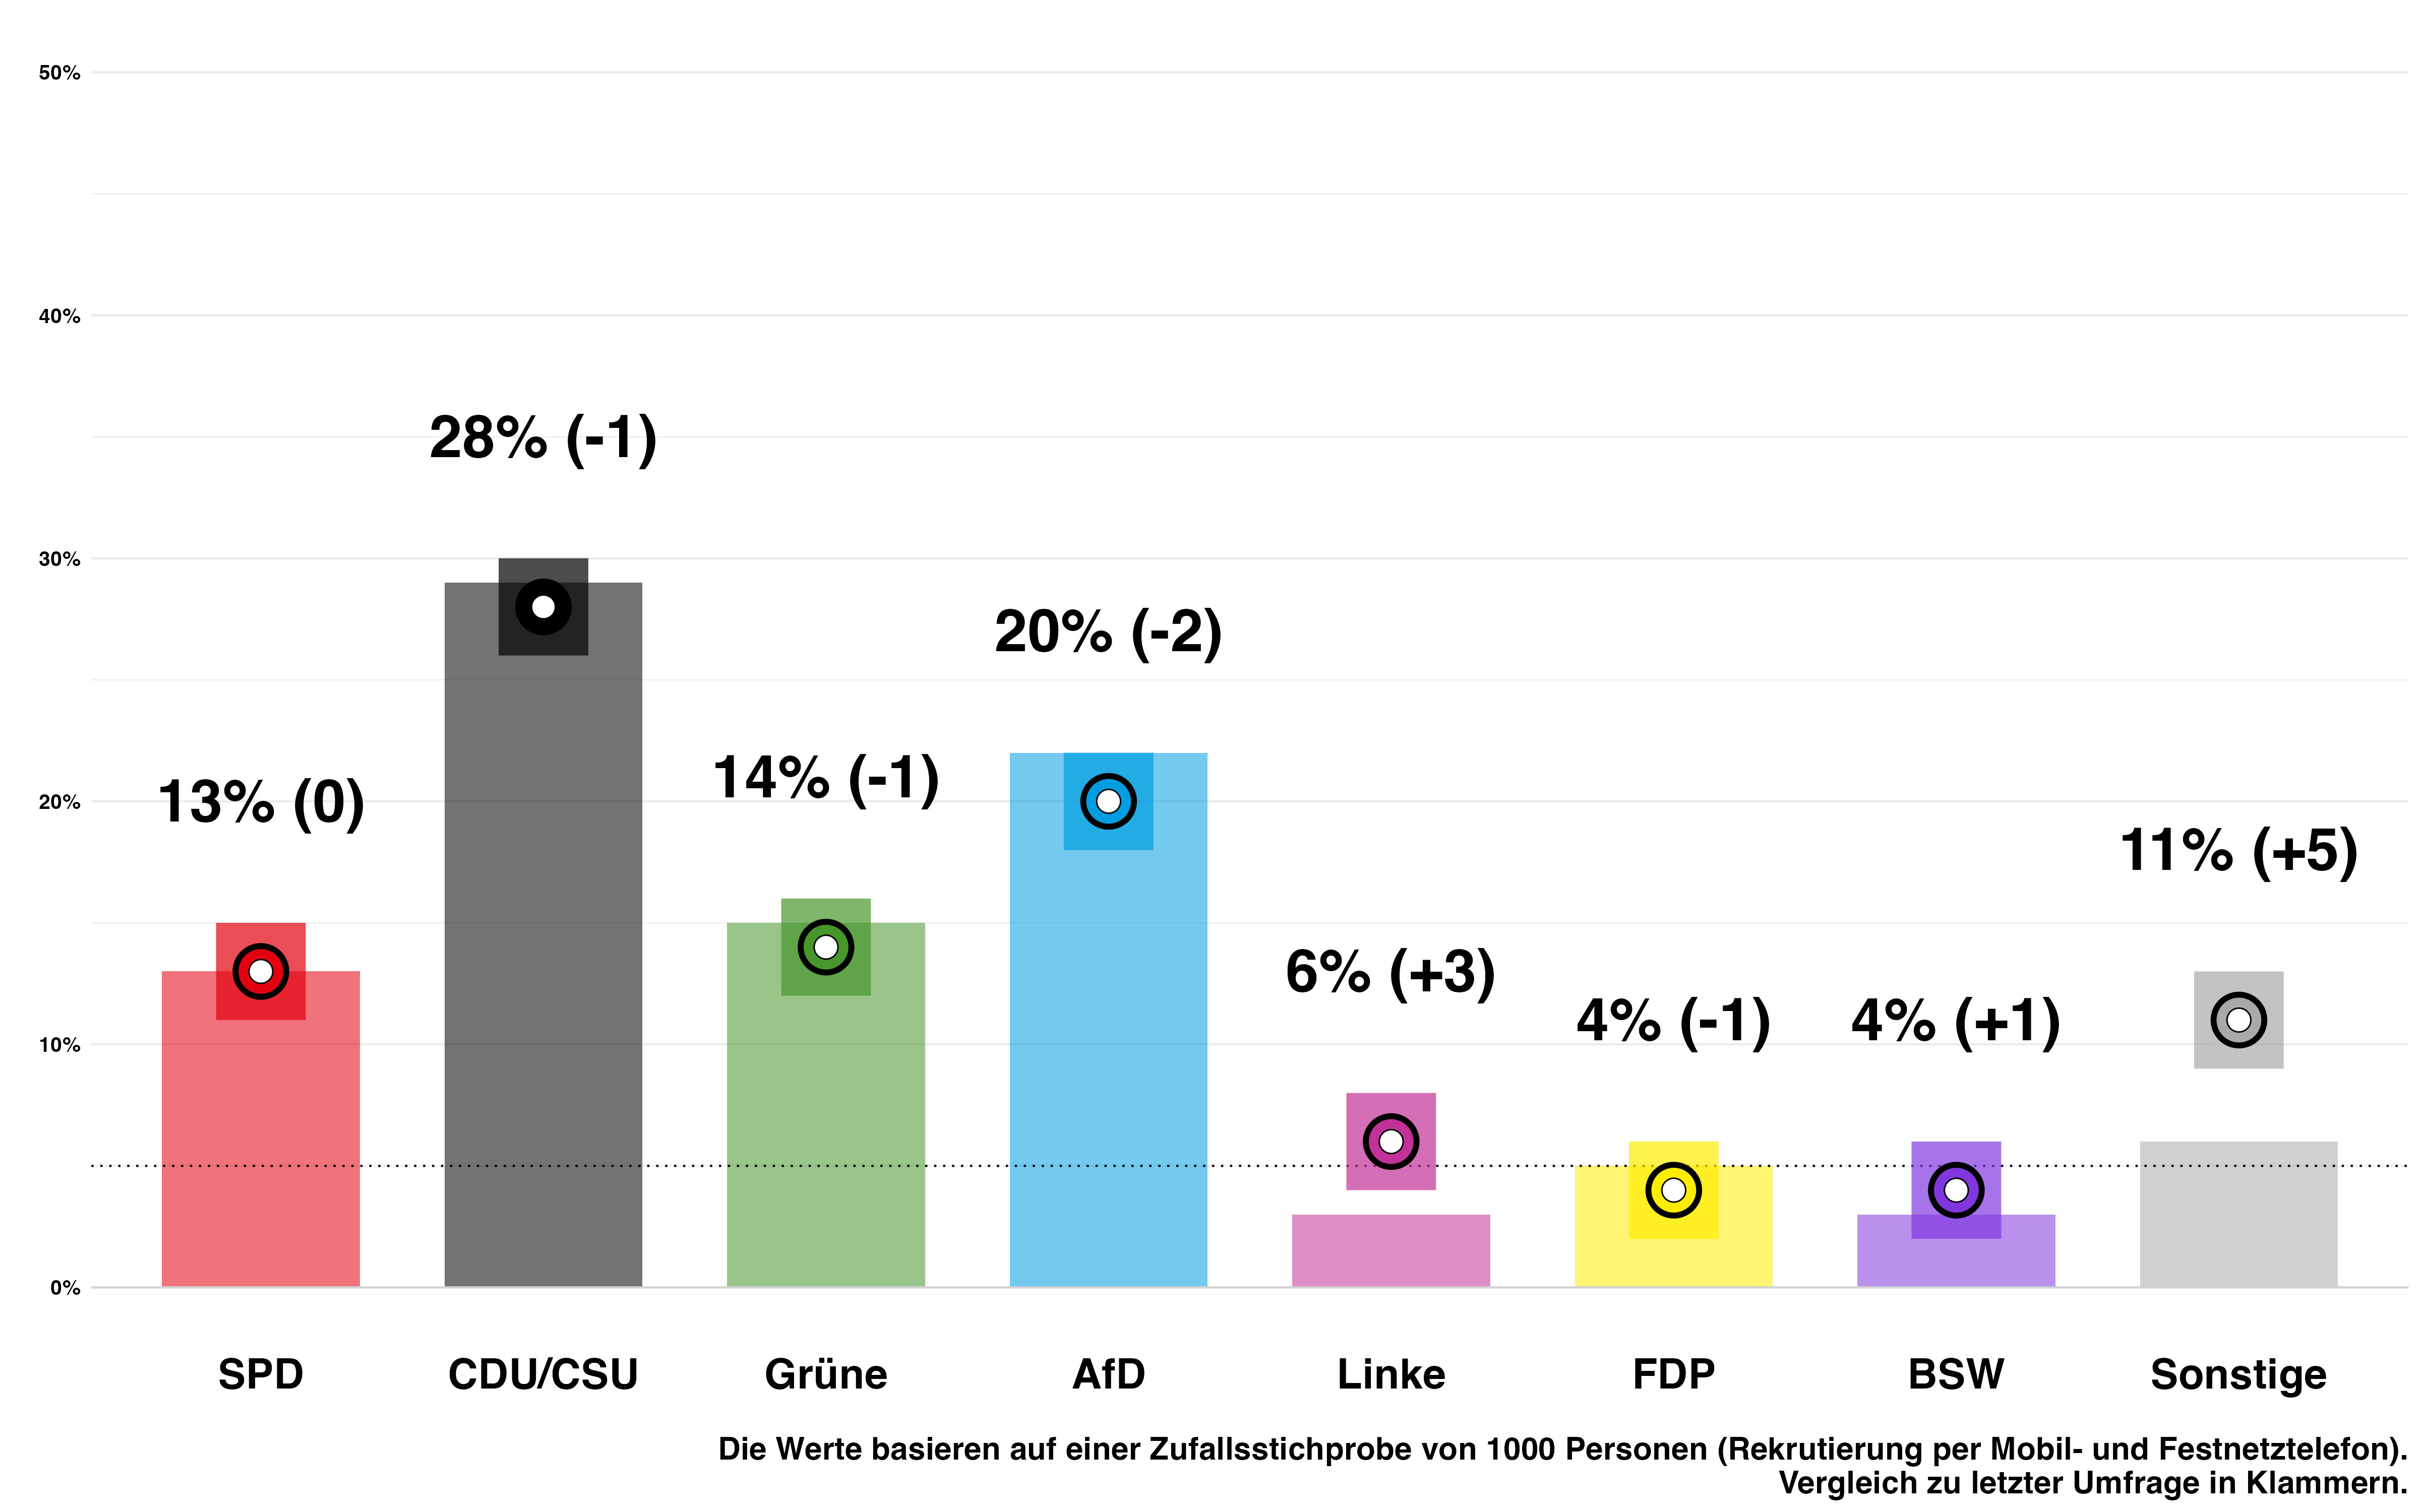 50%
40%
30%
20%
10%
0%
13% (0)
28% (-1)
14% (-1)
20% (-2)
6% (+3)
4% (-1)
4% (+1)
11% (+5)
SPD
CDU/CSU
Grüne
AfD
Linke
FDP
BSW
Sonstige
Die Werte basieren auf einer Zufallsstichprobe von 1000 Personen (Rekrutierung per Mobil- und Festnetztelefon).
Vergleich zu letzter Umfrage in Klammern.